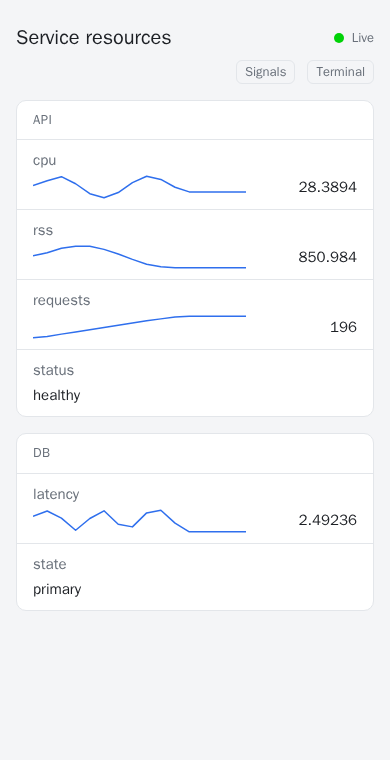 Service resources
Live
Signals
Terminal
API
cpu
28.3894
rss
850.984
requests
196
status
healthy
DB
latency
2.49236
state
primary